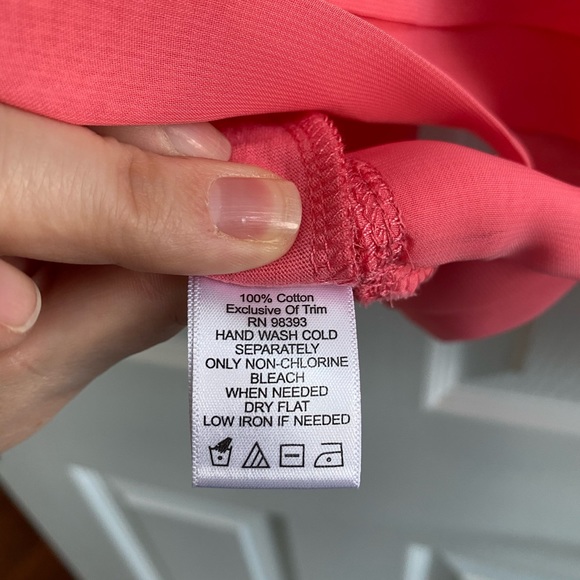 100% Cotton
Exclusive Of Trim
RN 98393
HAND WASH COLD
SEPARATELY
ONLY NON-CHLORINE
BLEACH
WHEN NEEDED
DRY FLAT
LOW IRON IF NEEDED